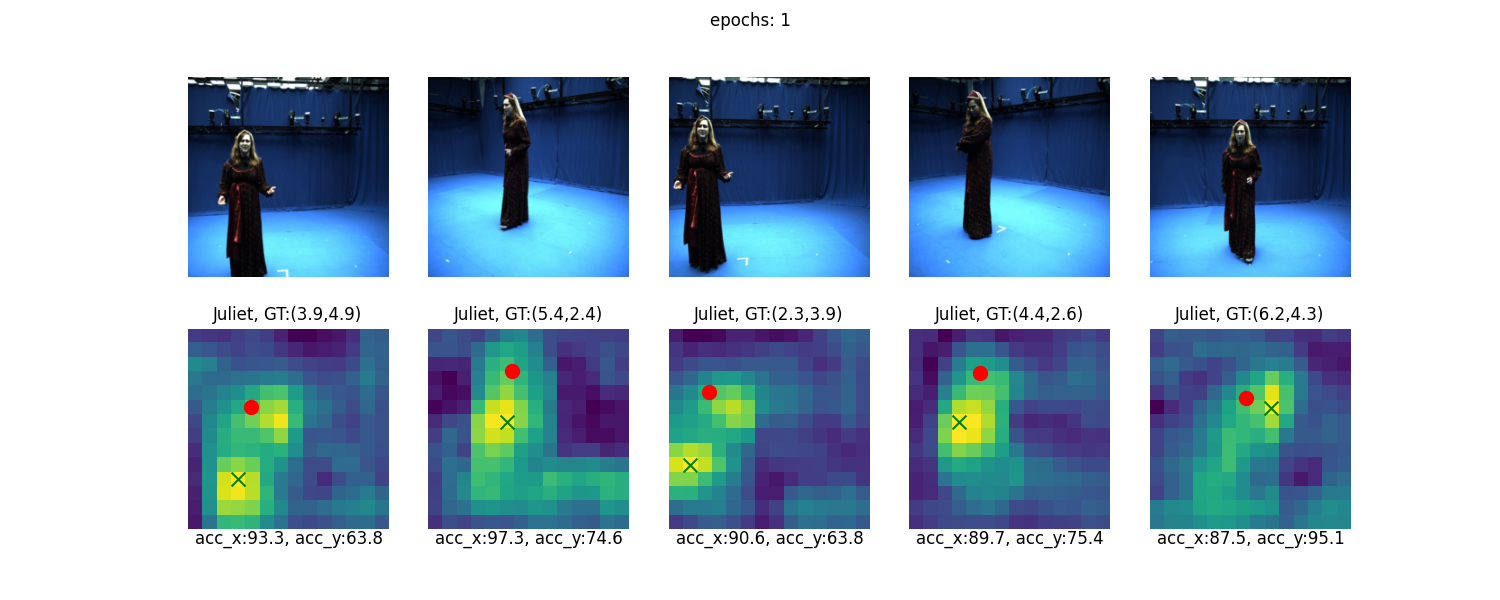 epochs: 1
Juliet, GT:(3.9,4.9)
Juliet, GT:(5.4,2.4)
Juliet, GT:(2.3,3.9)
Juliet, GT:(4.4,2.6)
Juliet, GT:(6.2,4.3)
acc_x:93.3, acc_y:63.8
acc_x:97.3, acc_y:74.6
acc_x:90.6, acc_y:63.8
acc_x:89.7, acc_y:75.4
acc_x:87.5, acc_y:95.1